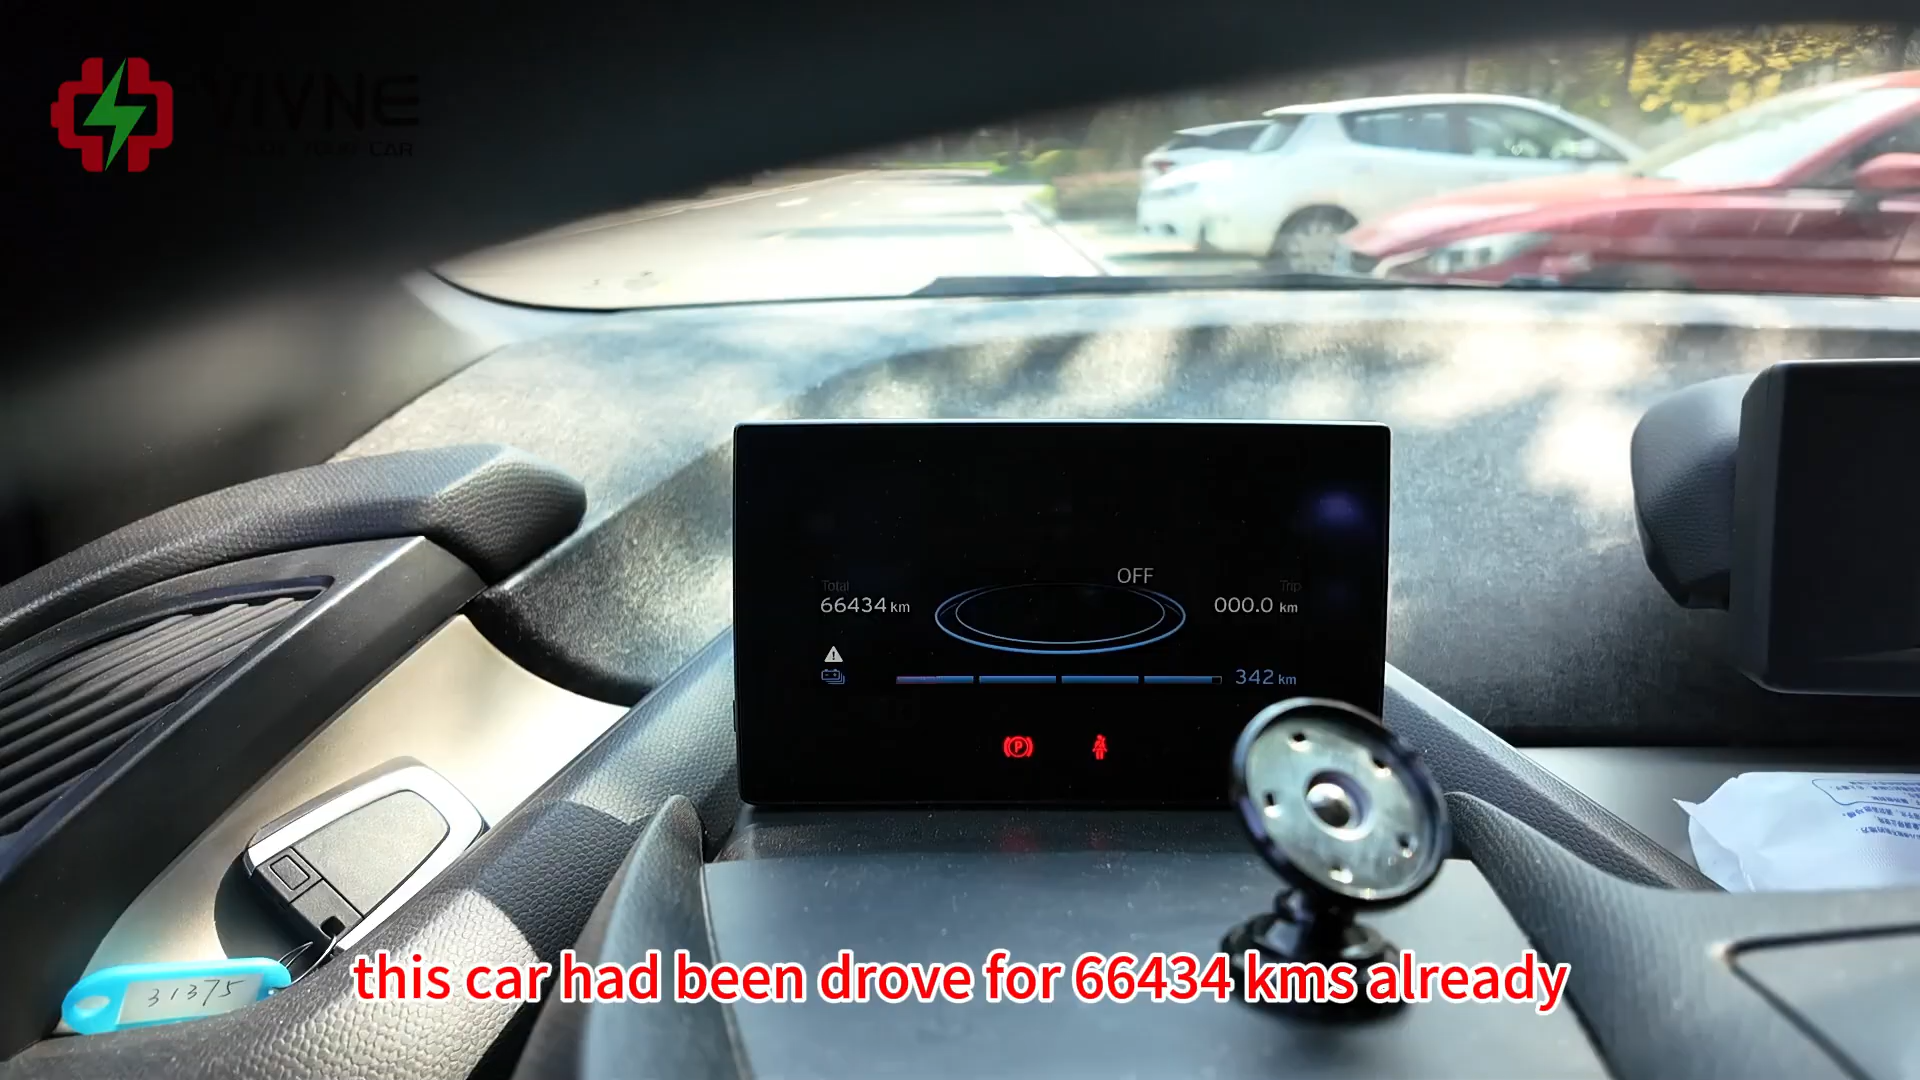 VIVNE
OFF
Total
Trip
66434 km
000.0 km
342 km
P
31375
this car had been drove for 66434 kms already